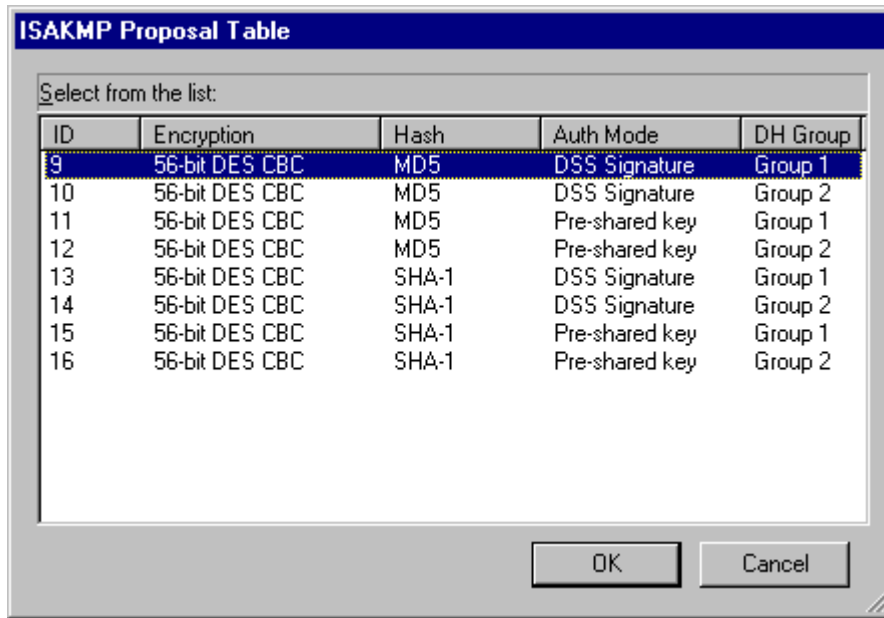 ISAKMP Proposal Table
Select from the list:
ID Encryption Hash Auth Mode DH Group
9 56-bit DES CBC MD5 DSS Signature Group 1
10 56-bit DES CBC MD5 DSS Signature Group 2
11 56-bit DES CBC MD5 Pre-shared key Group 1
12 56-bit DES CBC MD5 Pre-shared key Group 2
13 56-bit DES CBC SHA-1 DSS Signature Group 1
14 56-bit DES CBC SHA-1 DSS Signature Group 2
15 56-bit DES CBC SHA-1 Pre-shared key Group 1
16 56-bit DES CBC SHA-1 Pre-shared key Group 2
OK Cancel